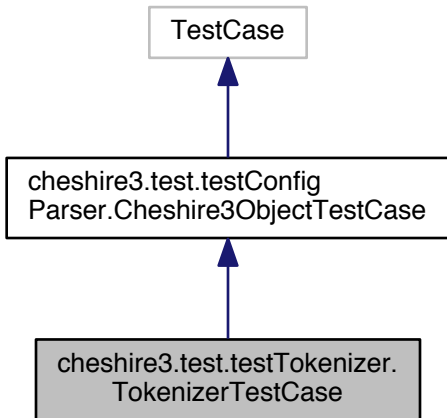 TestCase
cheshire3.test.testConfig
Parser.Cheshire3ObjectTestCase
cheshire3.test.testTokenizer.
TokenizerTestCase